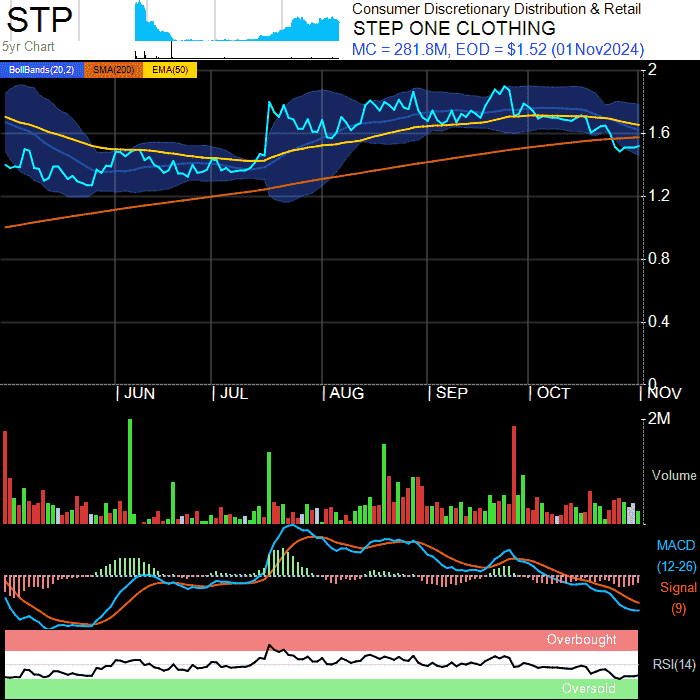 STP
5yr Chart
Consumer Discretionary Distribution & Retail
STEP ONE CLOTHING
MC = 281.8M, EOD = $1.52 (01Nov2024)
BollBands(20,2) SMA(200) EMA(50)
2
1.6
1.2
0.8
0.4
0
JUN JUL AUG SEP OCT NOV
2M
Volume
MACD
(12-26)
Signal
(9)
Overbought
RSI(14)
Oversold